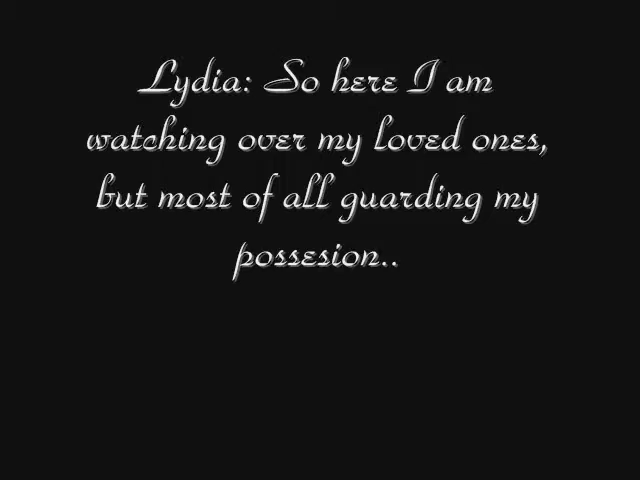 Lydia: So here I am
watching over my loved ones,
but most of all guarding my
possesion..